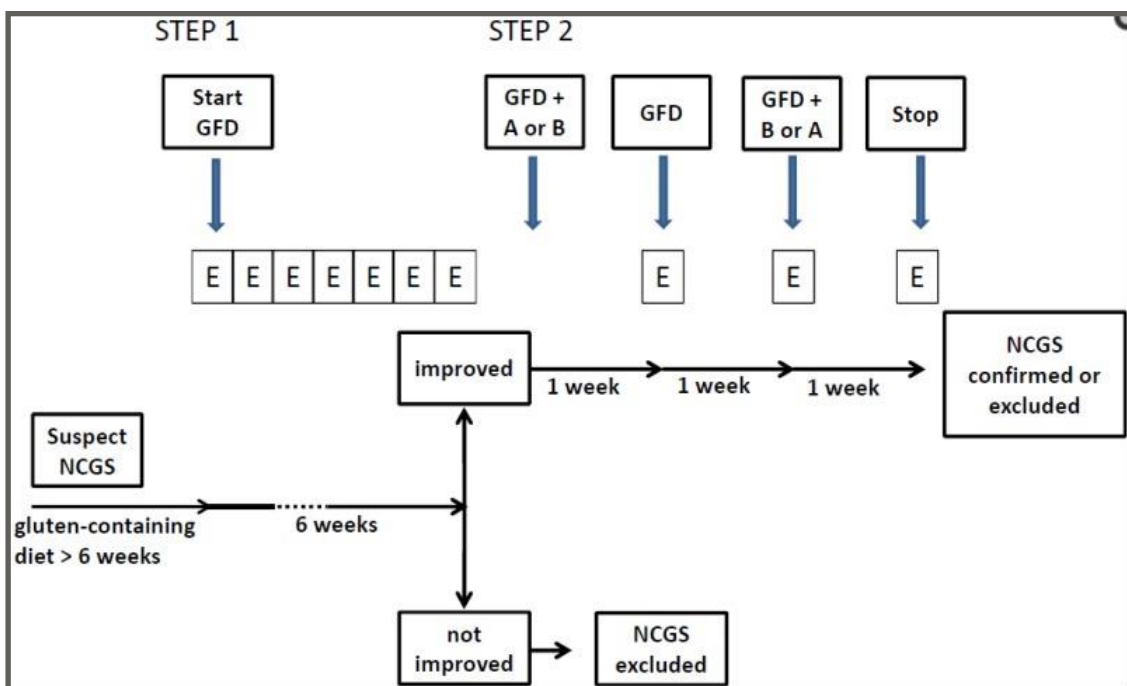 STEP 1
STEP 2
Start
GFD
GFD +
A or B
GFD
GFD +
B or A
Stop
E
E
E
E
E
E
E
E
E
E
improved
1 week
1 week
1 week
NCGS
confirmed or
excluded
Suspect
NCGS
gluten-containing
diet > 6 weeks
6 weeks
not
improved
NCGS
excluded